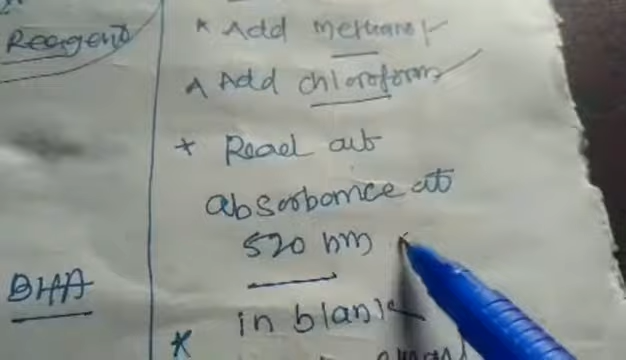 Reagent
* Add methanol
* Add chloroform
* Read at
absorbance at
520 nm
BHA
in blank
*